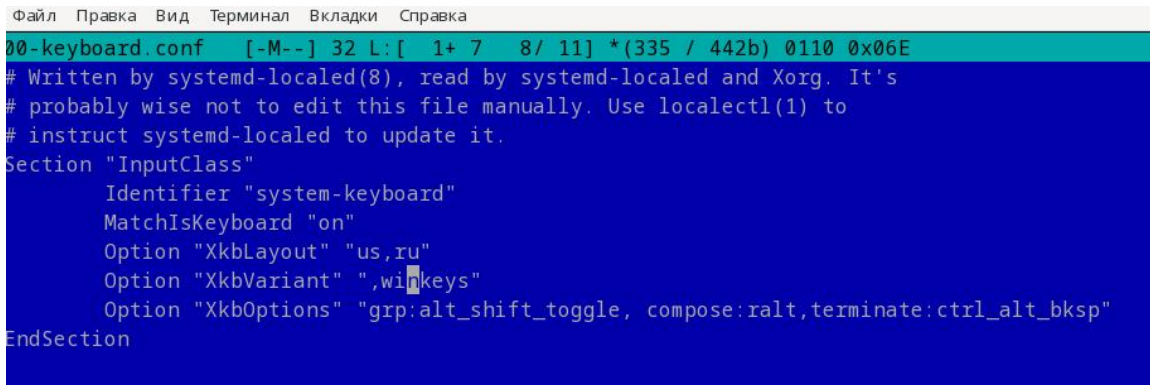 Файл Правка Вид Терминал Вкладки Справка
00-keyboard.conf [-M--] 32 L:[ 1+ 7 8/ 11] *(335 / 442b) 0110 0x06E
# Written by systemd-localed(8), read by systemd-localed and Xorg. It's
# probably wise not to edit this file manually. Use localectl(1) to
# instruct systemd-localed to update it.
Section "InputClass"
Identifier "system-keyboard"
MatchIsKeyboard "on"
Option "XkbLayout" "us,ru"
Option "XkbVariant" ",winkeys"
Option "XkbOptions" "grp:alt_shift_toggle, compose:ralt,terminate:ctrl_alt_bksp"
EndSection